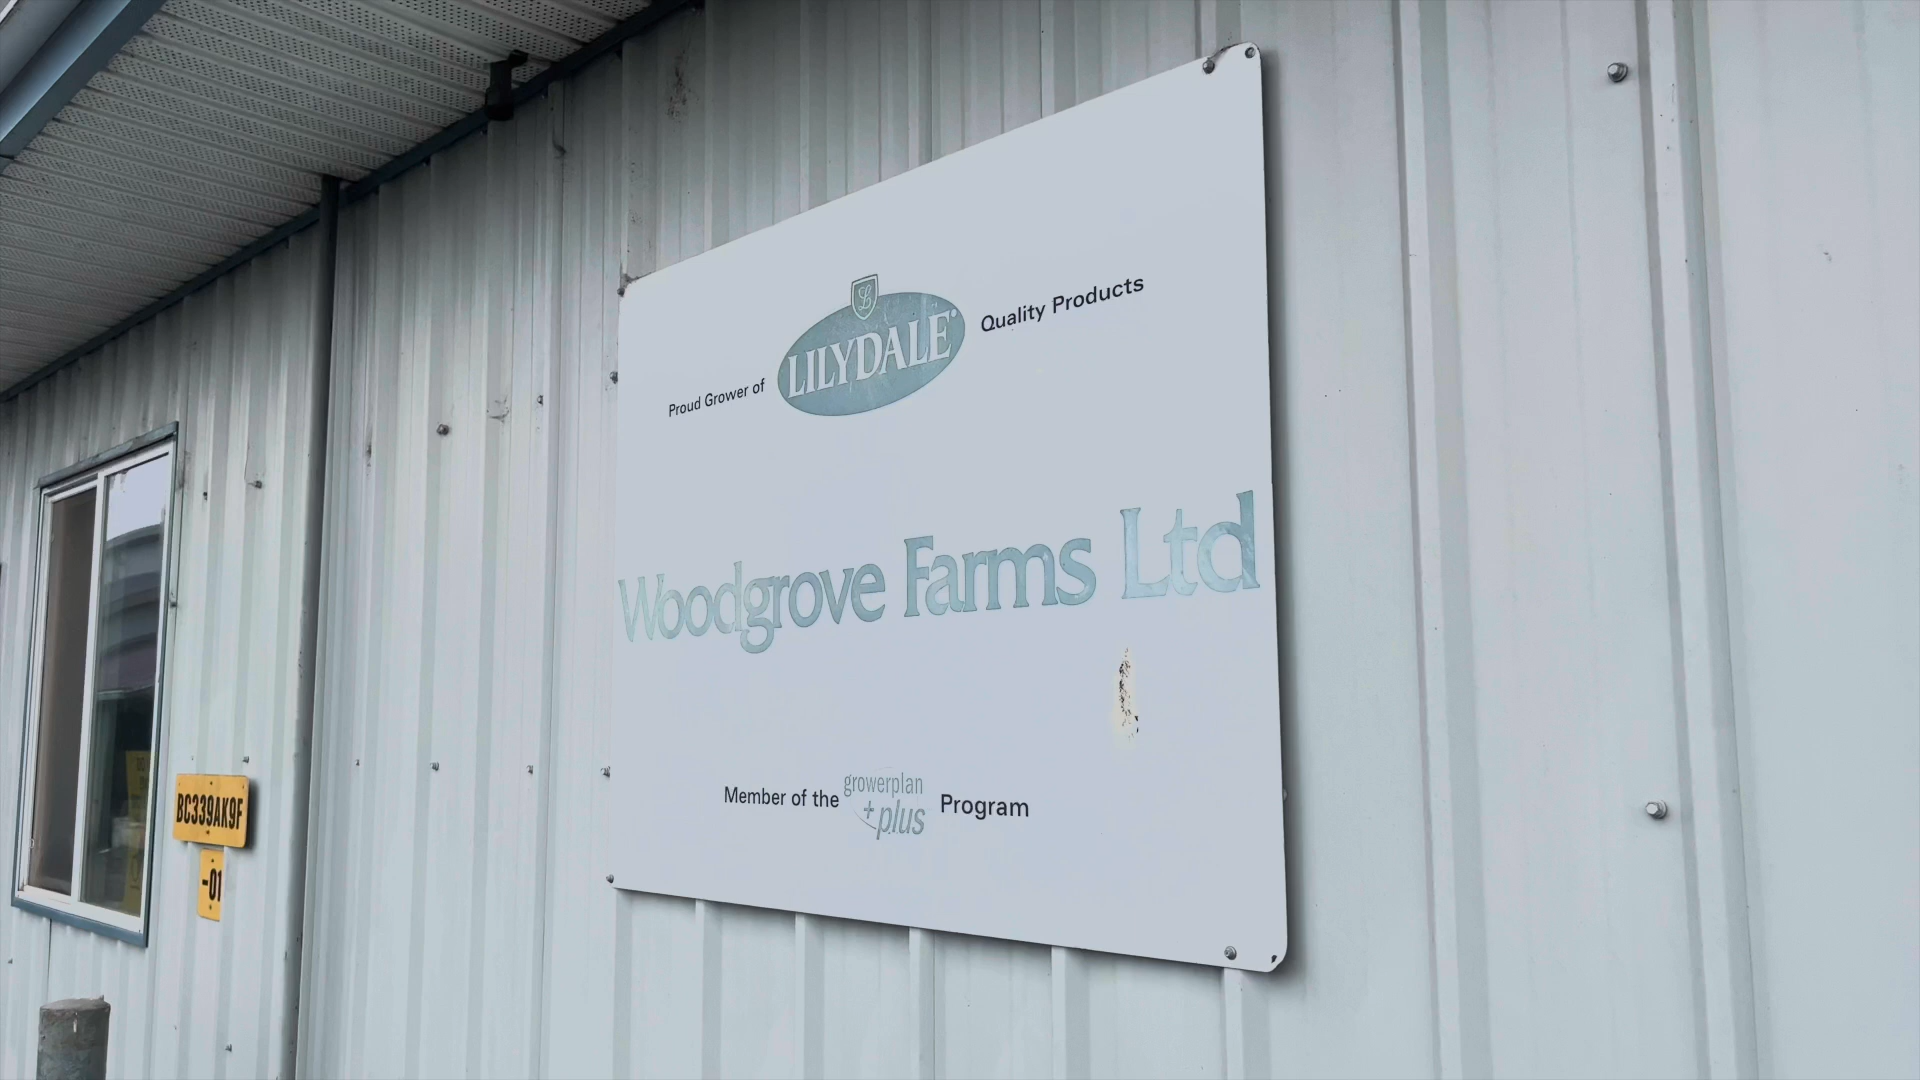 Proud Grower of LILYDALE® Quality Products
Woodgrove Farms Ltd
Member of the growerplan + plus Program
BC339AK9F
-01